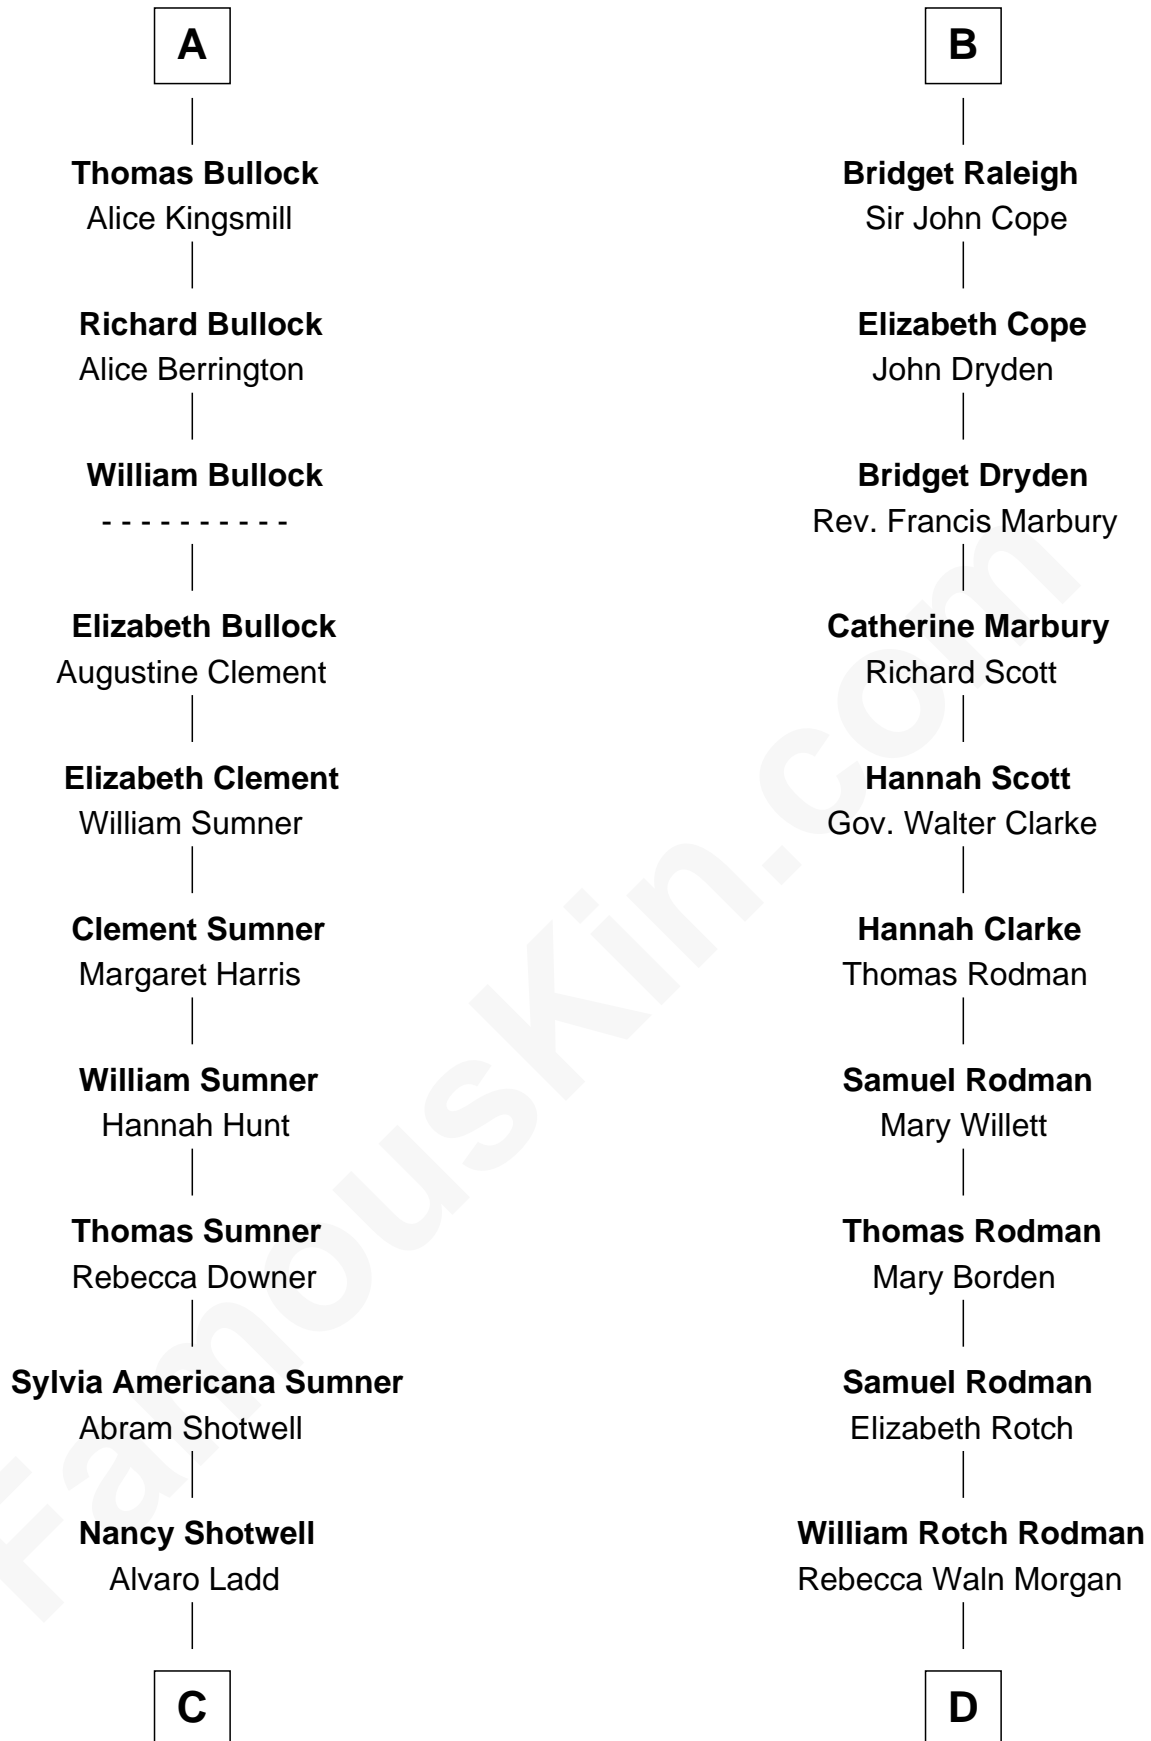 A
Thomas Bullock
Alice Kingsmill
Richard Bullock
Alice Berrington
William Bullock
- - - - - - - - - -
Elizabeth Bullock
Augustine Clement
Elizabeth Clement
William Sumner
Clement Sumner
Margaret Harris
William Sumner
Hannah Hunt
Thomas Sumner
Rebecca Downer
Sylvia Americana Sumner
Abram Shotwell
Nancy Shotwell
Alvaro Ladd
C
B
Bridget Raleigh
Sir John Cope
Elizabeth Cope
John Dryden
Bridget Dryden
Rev. Francis Marbury
Catherine Marbury
Richard Scott
Hannah Scott
Gov. Walter Clarke
Hannah Clarke
Thomas Rodman
Samuel Rodman
Mary Willett
Thomas Rodman
Mary Borden
Samuel Rodman
Elizabeth Rotch
William Rotch Rodman
Rebecca Waln Morgan
D
FamousKin.com